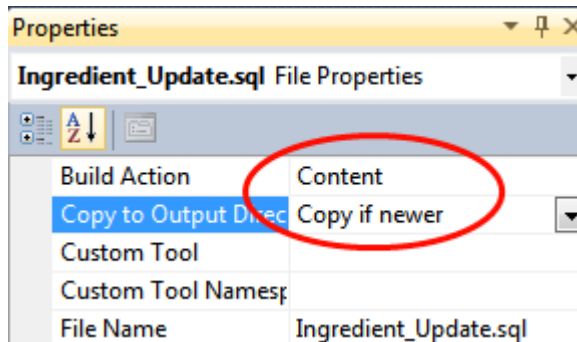 Properties
Ingredient_Update.sql File Properties
A
Z
Build Action Content
Copy to Output Direc Copy if newer
Custom Tool
Custom Tool Namesp
File Name Ingredient_Update.sql